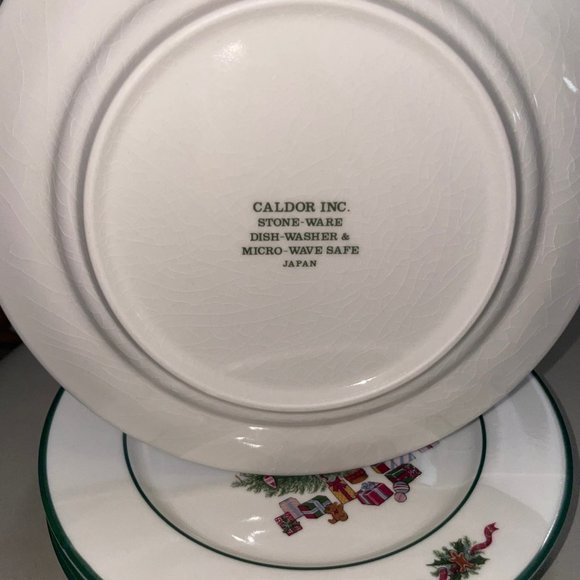 CALDOR INC.
STONE-WARE
DISH-WASHER &
MICRO-WAVE SAFE
JAPAN